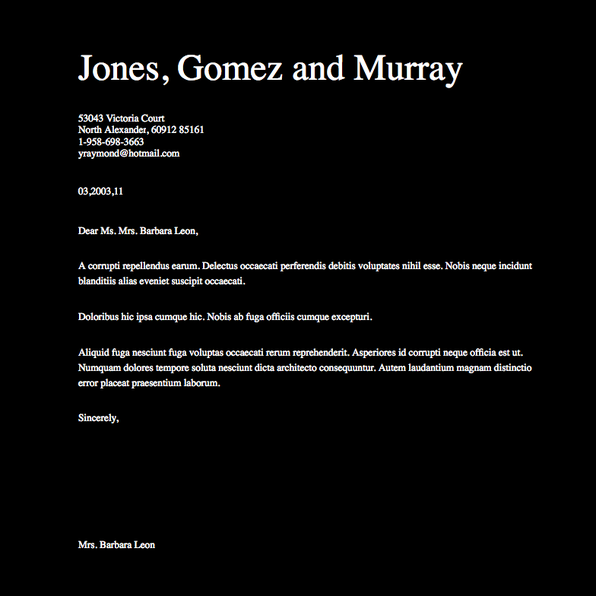 Jones, Gomez and Murray
53043 Victoria Court
North Alexander, 60912 85161
1-958-698-3663
yraymond@hotmail.com
03,2003,11
Dear Ms. Mrs. Barbara Leon,
A corrupti repellendus earum. Delectus occaecati perferendis debitis voluptates nihil esse. Nobis neque incidunt
blanditiis alias eveniet suscipit occaecati.
Doloribus hic ipsa cumque hic. Nobis ab fuga officiis cumque excepturi.
Aliquid fuga nesciunt fuga voluptas occaecati rerum reprehenderit. Asperiores id corrupti neque officia est ut.
Numquam dolores tempore soluta nesciunt dicta architecto consequuntur. Autem laudantium magnam distinctio
error placeat praesentium laborum.
Sincerely,
Mrs. Barbara Leon